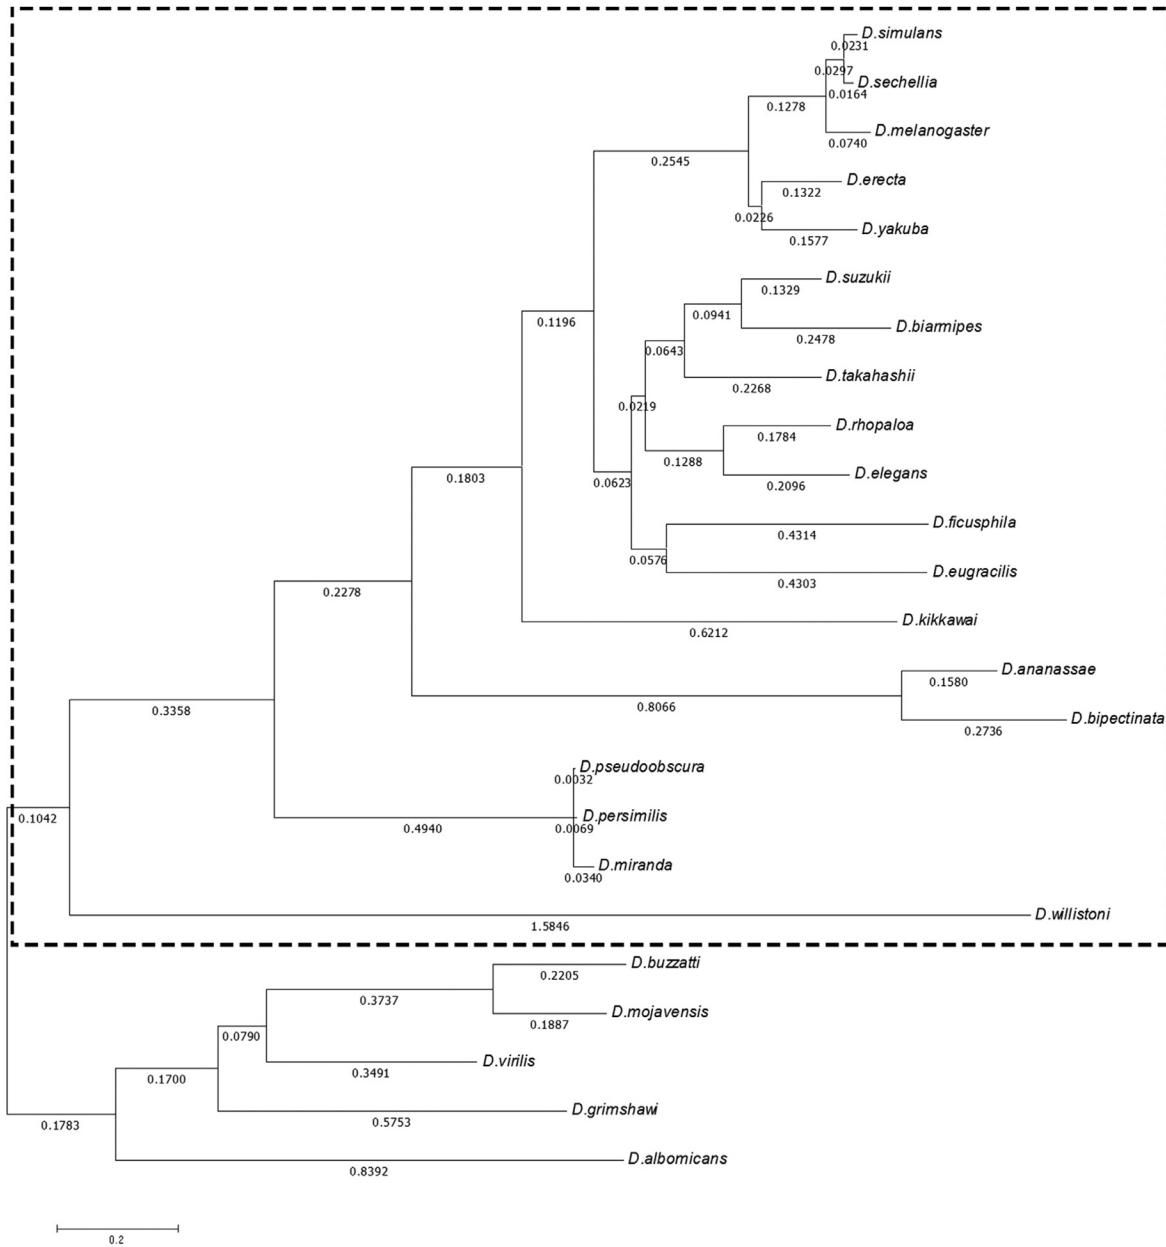 D.simulans
0.0231
0.0297
D.sechellia
0.0164
0.1278
D.melanogaster
0.0740
0.2545
D.erecta
0.1322
0.0226
D.yakuba
0.1577
D.suzukii
0.1329
0.0941
0.1196
D.biarmipes
0.2478
0.0643
D.takahashii
0.2268
0.0219
D.rhopaloa
0.1784
0.1288
D.elegans
0.2096
0.1803
0.0623
D.ficusphila
0.4314
0.0576
D.eugracilis
0.4303
0.2278
D.kikkawai
0.6212
D.ananassae
0.1580
0.8066
0.3358
D.bipectinata
0.2736
D.pseudoobscura
0.0032
D.persimilis
0.4940
0.0069
0.1042
D.miranda
0.0340
D.willistoni
1.5846
D.buzzatti
0.2205
0.3737
D.mojavensis
0.1887
0.0790
D.virilis
0.3491
0.1700
D.grimshawi
0.5753
0.1783
D.albomicans
0.8392
0.2